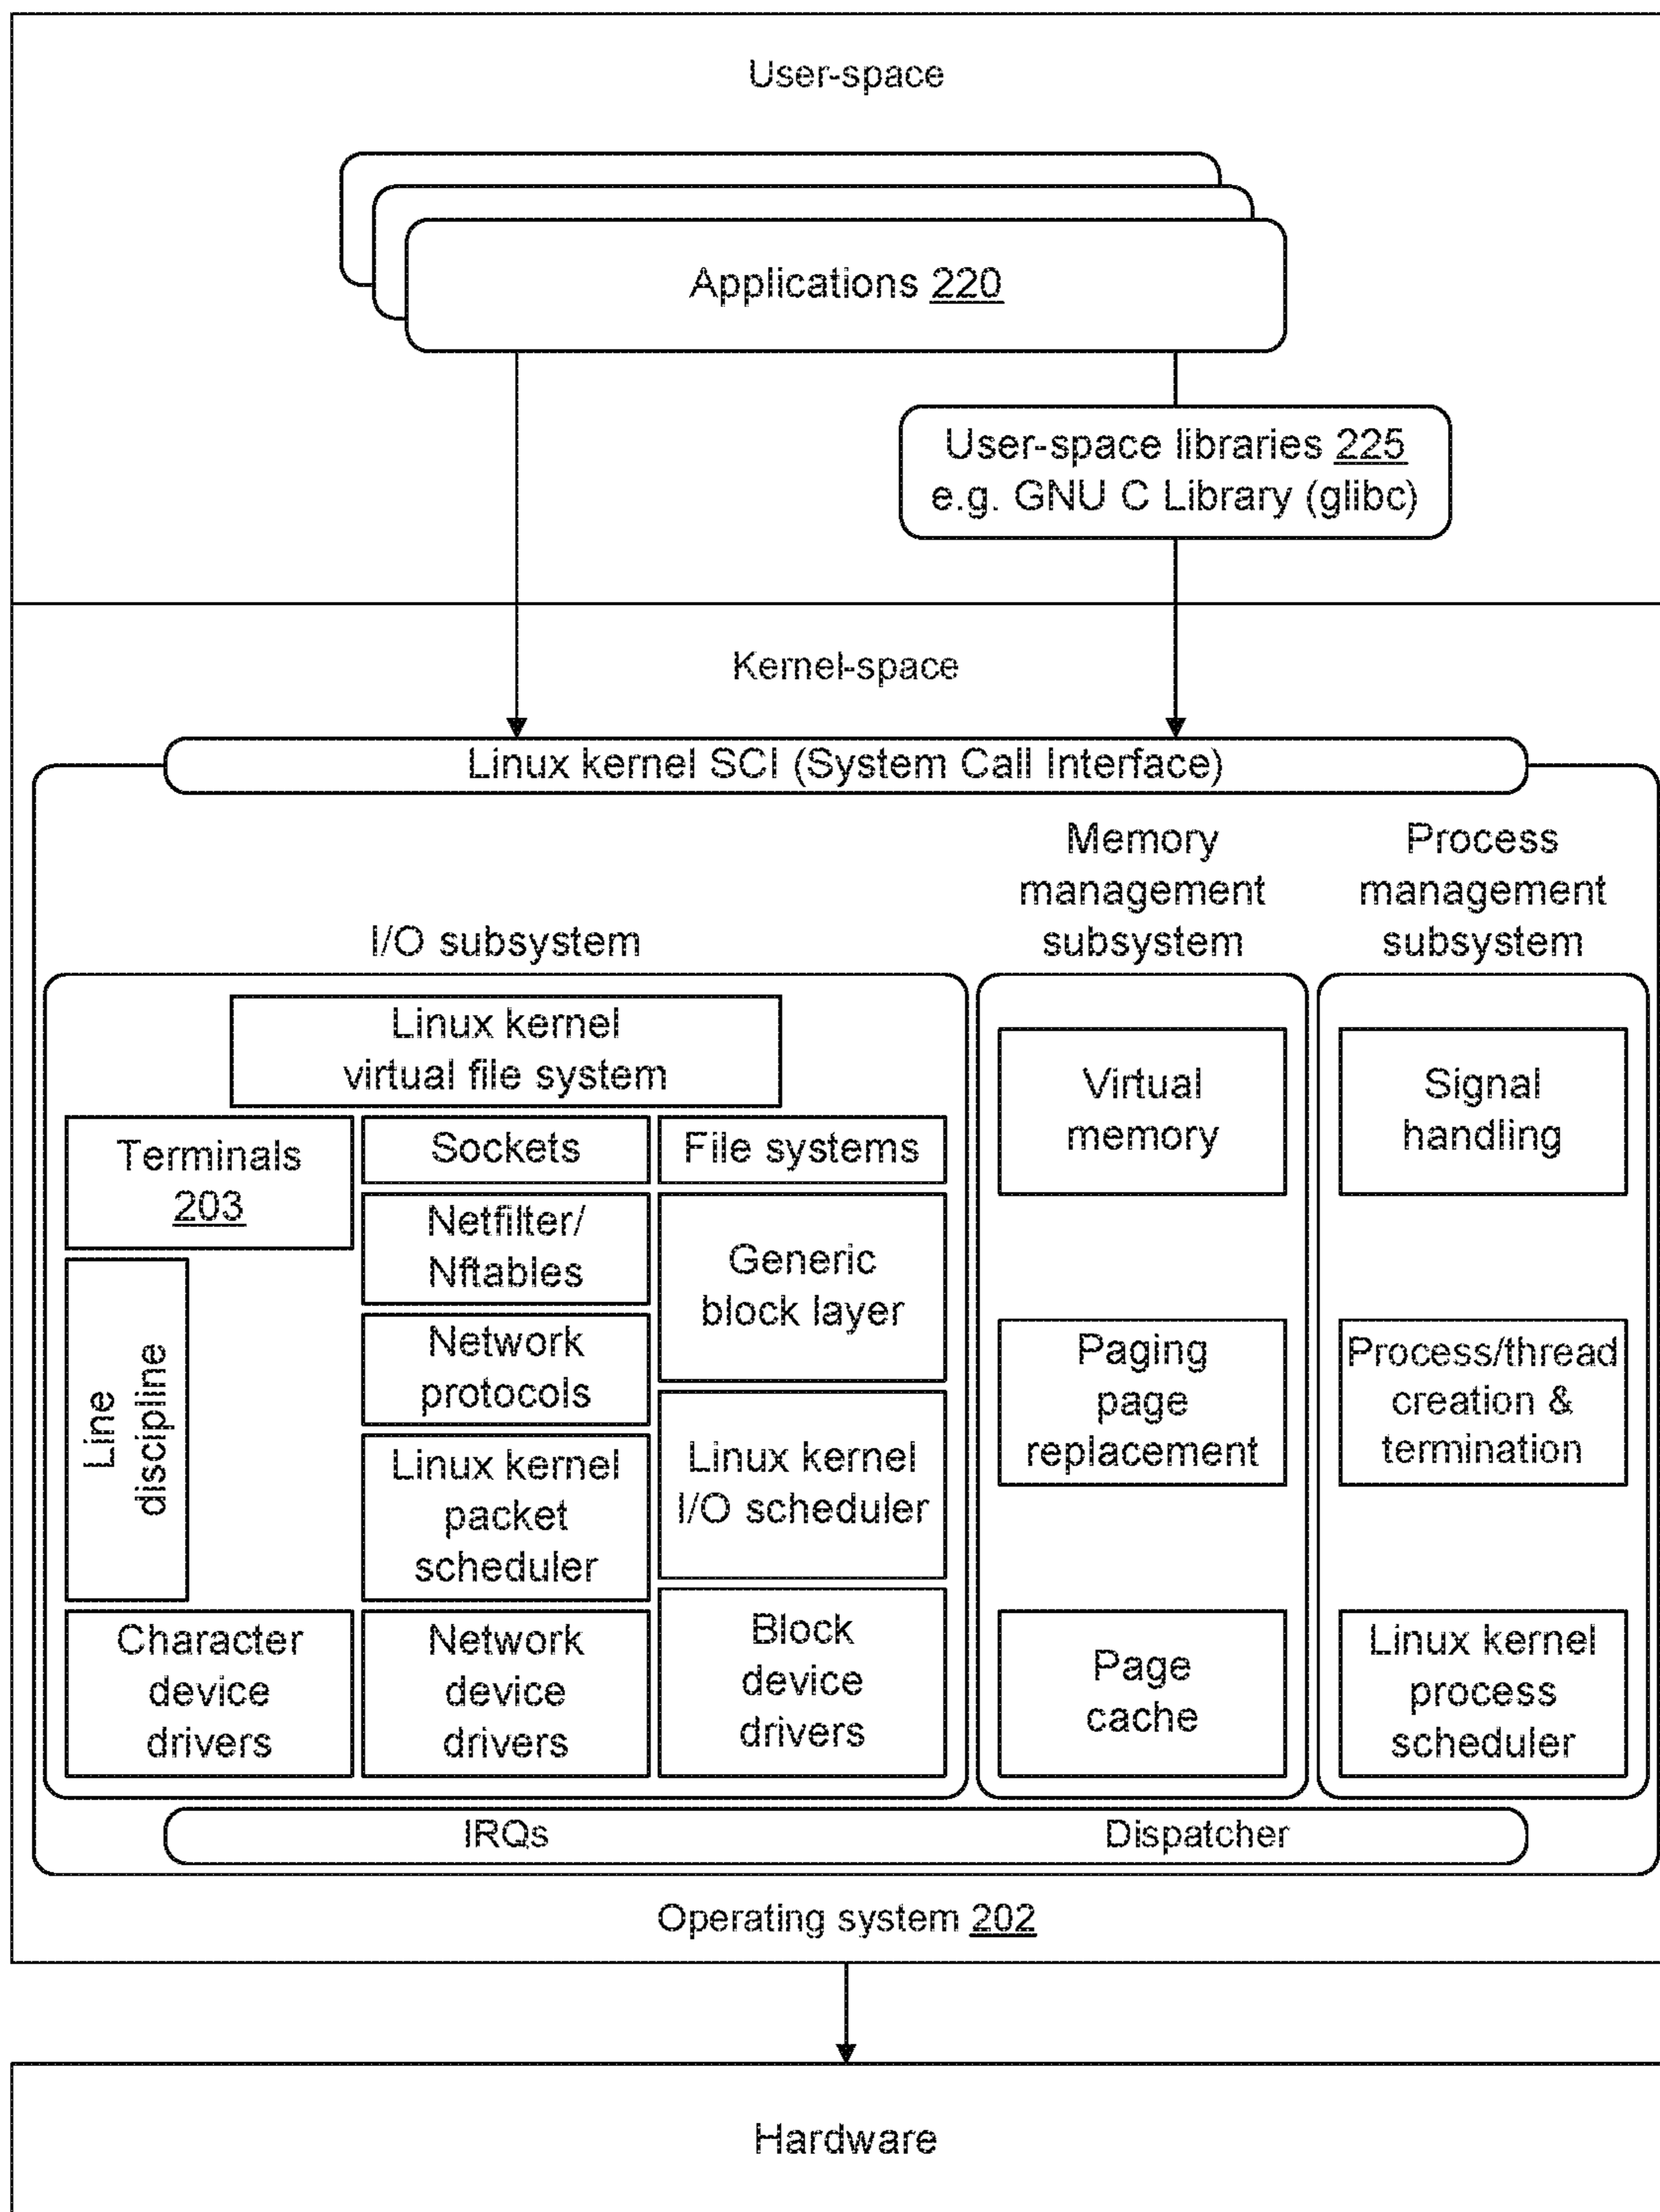 User-space
Applications 220
User-space libraries 225
e.g. GNU C Library (glibc)
Kernel-space
Linux kernel SCI (System Call Interface)
I/O subsystem
Memory
management
subsystem
Process
management
subsystem
Linux kernel
virtual file system
Terminals
203
Line
discipline
Character
device
drivers
Sockets
Netfilter/
Nftables
Network
protocols
Linux kernel
packet
scheduler
Network
device
drivers
File systems
Generic
block layer
Linux kernel
I/O scheduler
Block
device
drivers
Virtual
memory
Paging
page
replacement
Page
cache
Signal
handling
Process/thread
creation &
termination
Linux kernel
process
scheduler
IRQs
Dispatcher
Operating system 202
Hardware